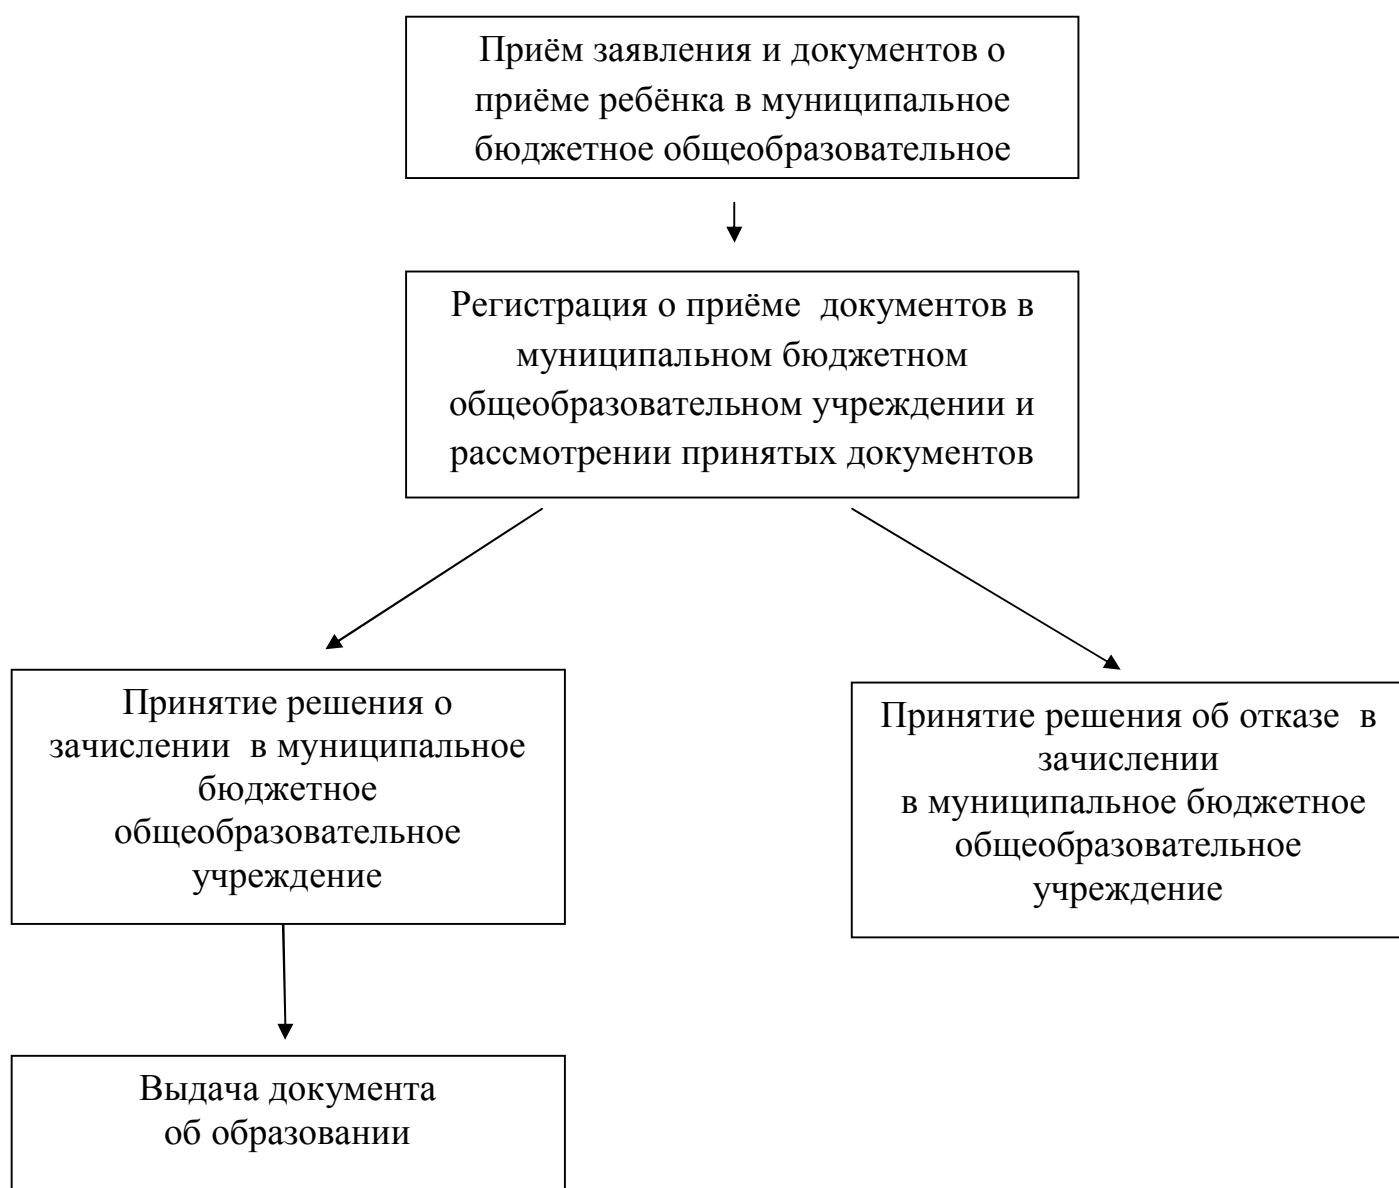 Приём заявления и документов о
приёме ребёнка в муниципальное
бюджетное общеобразовательное
Регистрация о приёме  документов в
муниципальном бюджетном
общеобразовательном учреждении и
рассмотрении принятых документов
Принятие решения о
зачислении  в муниципальное
бюджетное
общеобразовательное
учреждение
Принятие решения об отказе  в
зачислении
в муниципальное бюджетное
общеобразовательное
учреждение
Выдача документа
об образовании